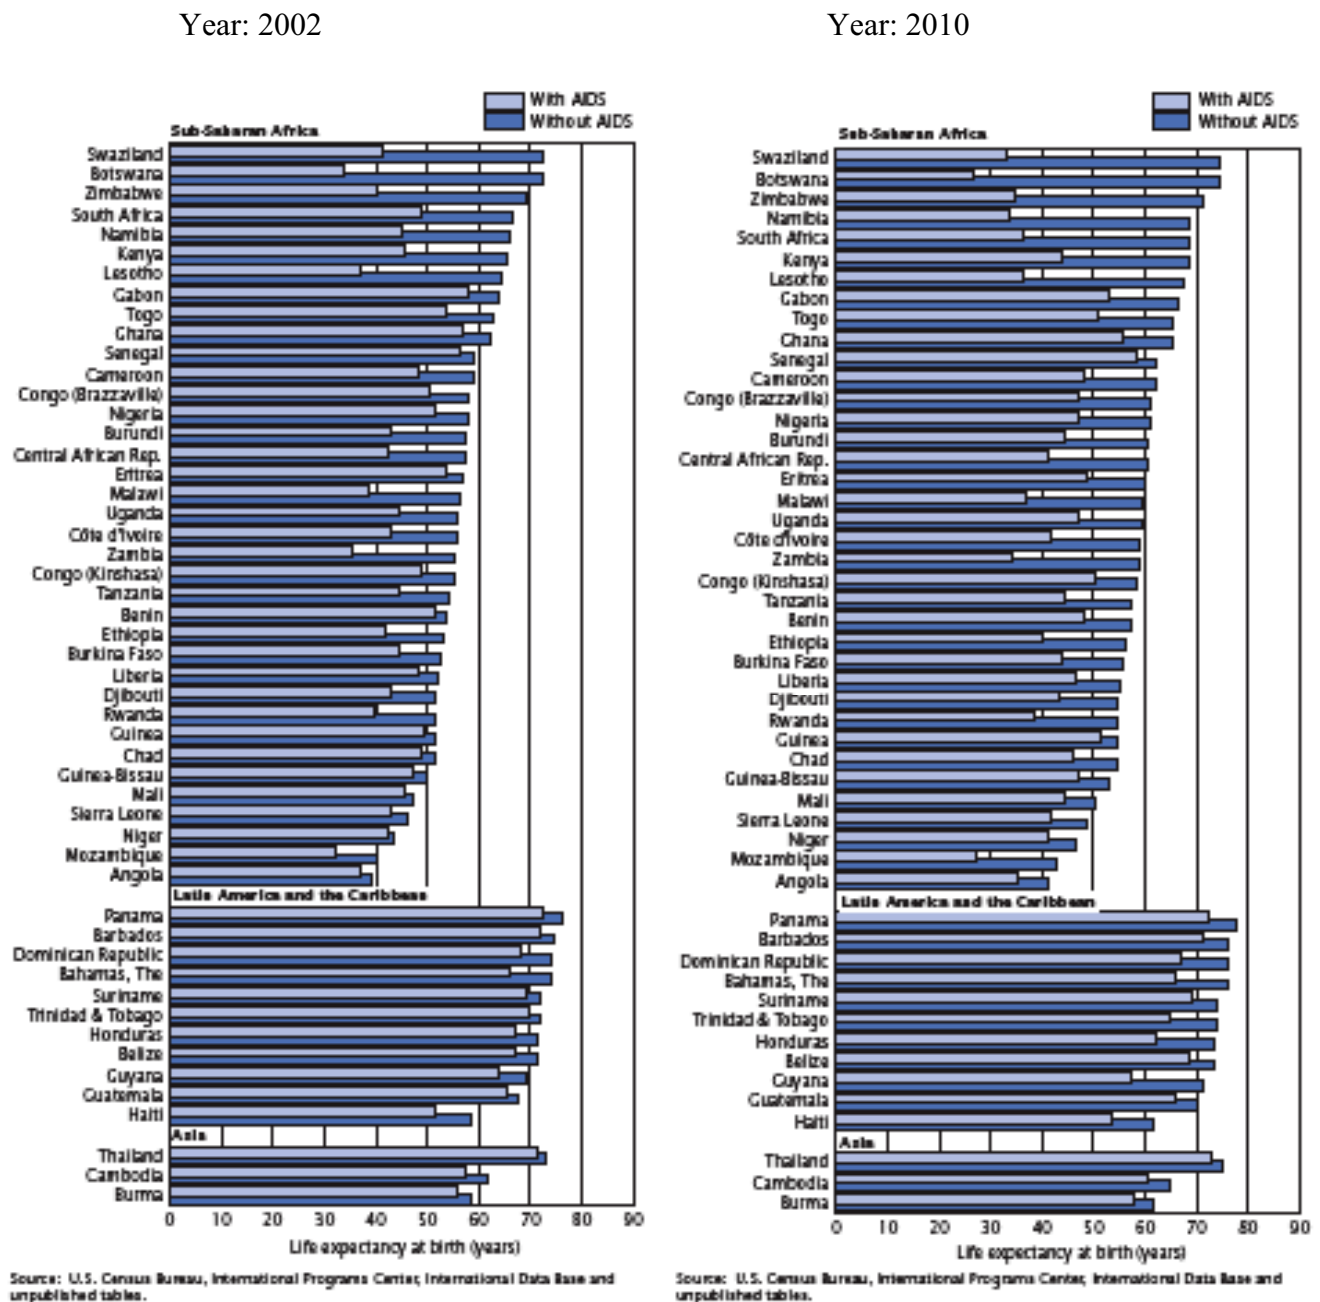 Year: 2002
With AIDS
Without AIDS
Sub-Saharan Africa
Swaziland
Botswana
Zimbabwe
South Africa
Namibia
Kenya
Lesotho
Gabon
Togo
Ghana
Senegal
Cameroon
Congo (Brazzaville)
Nigeria
Burundi
Central African Rep.
Eritrea
Malawi
Uganda
Côte d'Ivoire
Zambia
Congo (Kinshasa)
Tanzania
Benin
Ethiopia
Burkina Faso
Liberia
Djibouti
Rwanda
Guinea
Chad
Guinea-Bissau
Mali
Sierra Leone
Niger
Mozambique
Angola
Latin America and the Caribbean
Panama
Barbados
Dominican Republic
Bahamas, The
Suriname
Trinidad & Tobago
Honduras
Belize
Guyana
Guatemala
Haiti
Asia
Thailand
Cambodia
Burma
0 10 20 30 40 50 60 70 80 90
Life expectancy at birth (years)
Source: U.S. Census Bureau, International Programs Center, International Data Base and
unpublished tables.
Year: 2010
With AIDS
Without AIDS
Sub-Saharan Africa
Swaziland
Botswana
Zimbabwe
Namibia
South Africa
Kenya
Lesotho
Gabon
Togo
Ghana
Senegal
Cameroon
Congo (Brazzaville)
Nigeria
Burundi
Central African Rep.
Eritrea
Malawi
Uganda
Côte d'Ivoire
Zambia
Congo (Kinshasa)
Tanzania
Benin
Ethiopia
Burkina Faso
Liberia
Djibouti
Rwanda
Guinea
Chad
Guinea-Bissau
Mali
Sierra Leone
Niger
Mozambique
Angola
Latin America and the Caribbean
Panama
Barbados
Dominican Republic
Bahamas, The
Suriname
Trinidad & Tobago
Honduras
Belize
Guyana
Guatemala
Haiti
Asia
Thailand
Cambodia
Burma
0 10 20 30 40 50 60 70 80 90
Life expectancy at birth (years)
Source: U.S. Census Bureau, International Programs Center, International Data Base and
unpublished tables.